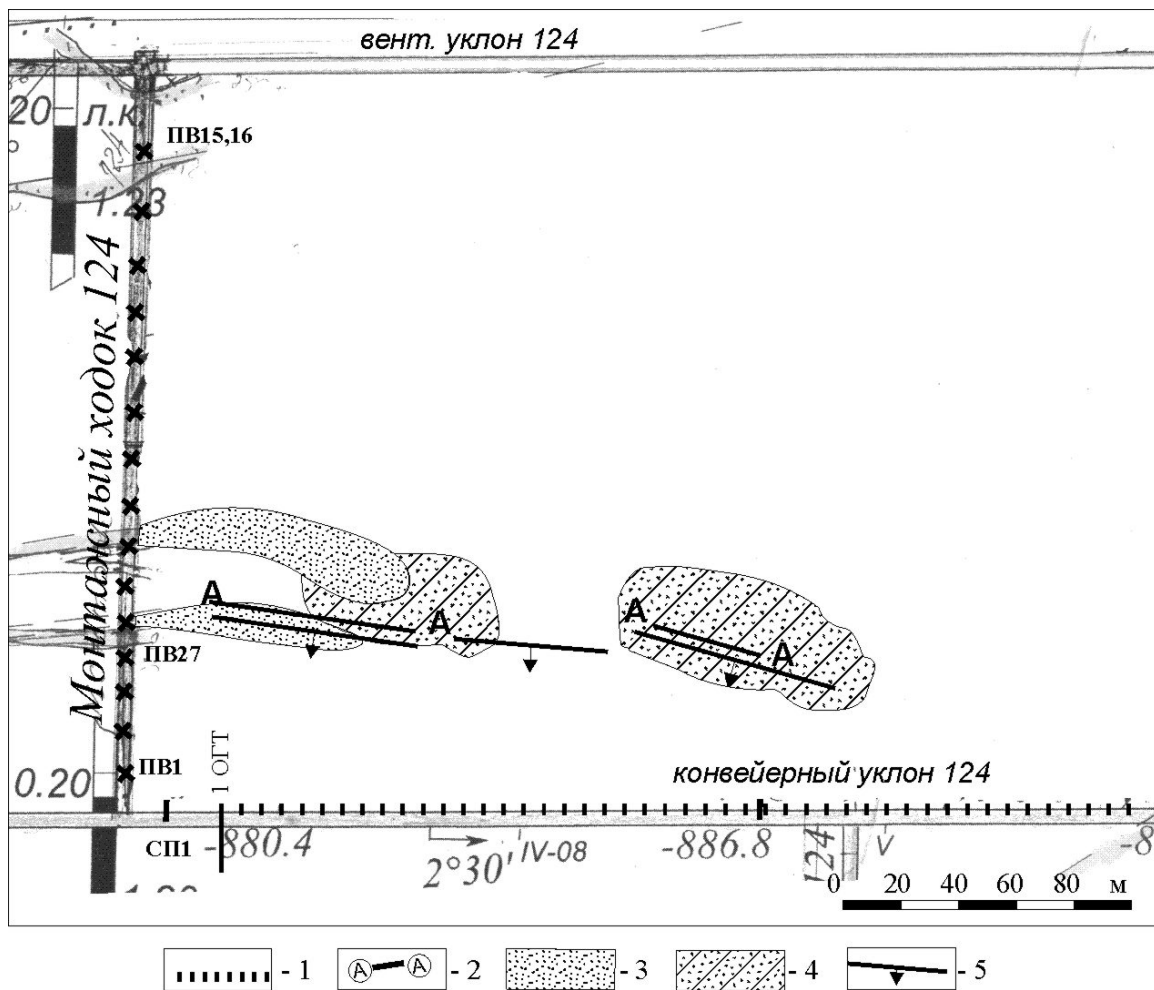 вент. уклон 124
20 л.к.
ПВ15,16
124
1.23
Монтажный ходок 124
А
А
А
А
ПВ27
ПВ1
1 ОГТ
0.20
конвейерный уклон 124
СП1
-880.4
2°30'
IV-08
-886.8
124
V
-8
0 20 40 60 80 м
А А
- 1 - 2 - 3 - 4 - 5